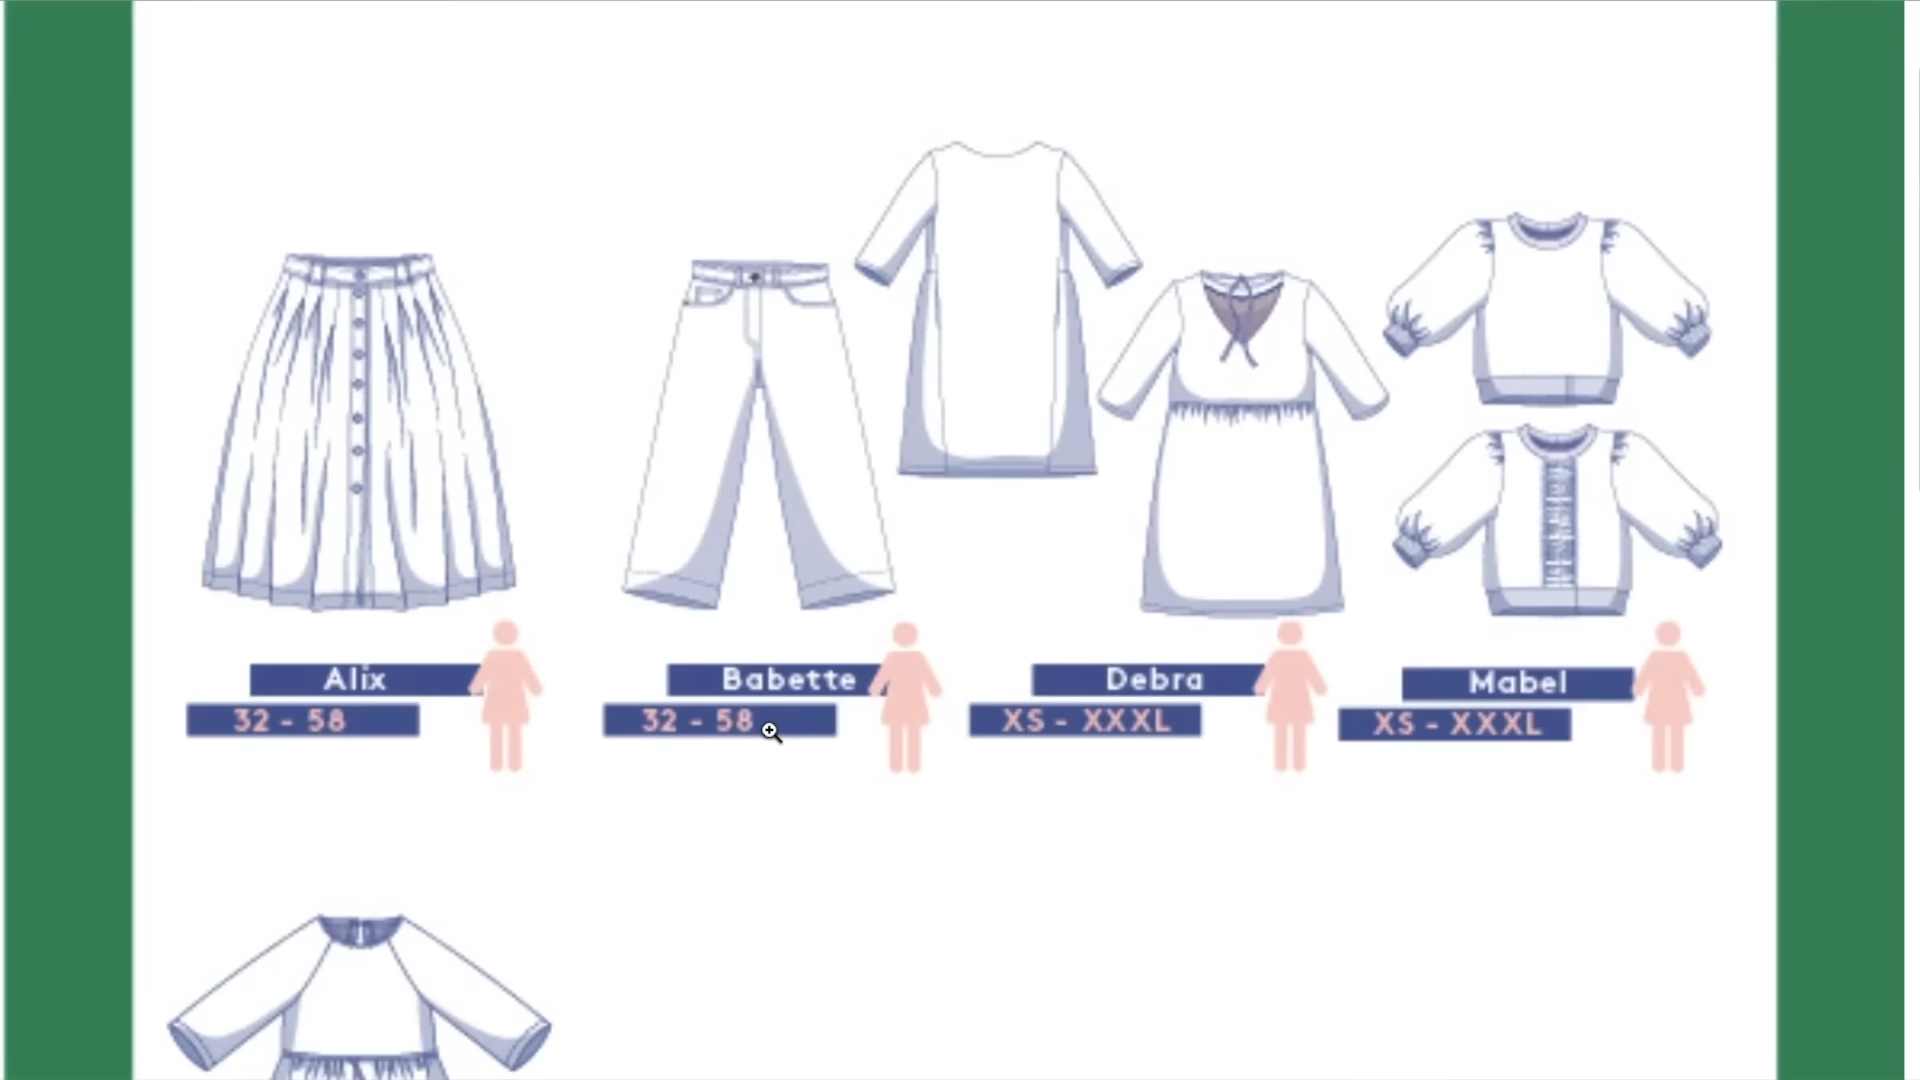 Alix
32 - 58
Babette
32 - 58
Debra
XS - XXXL
Mabel
XS - XXXL